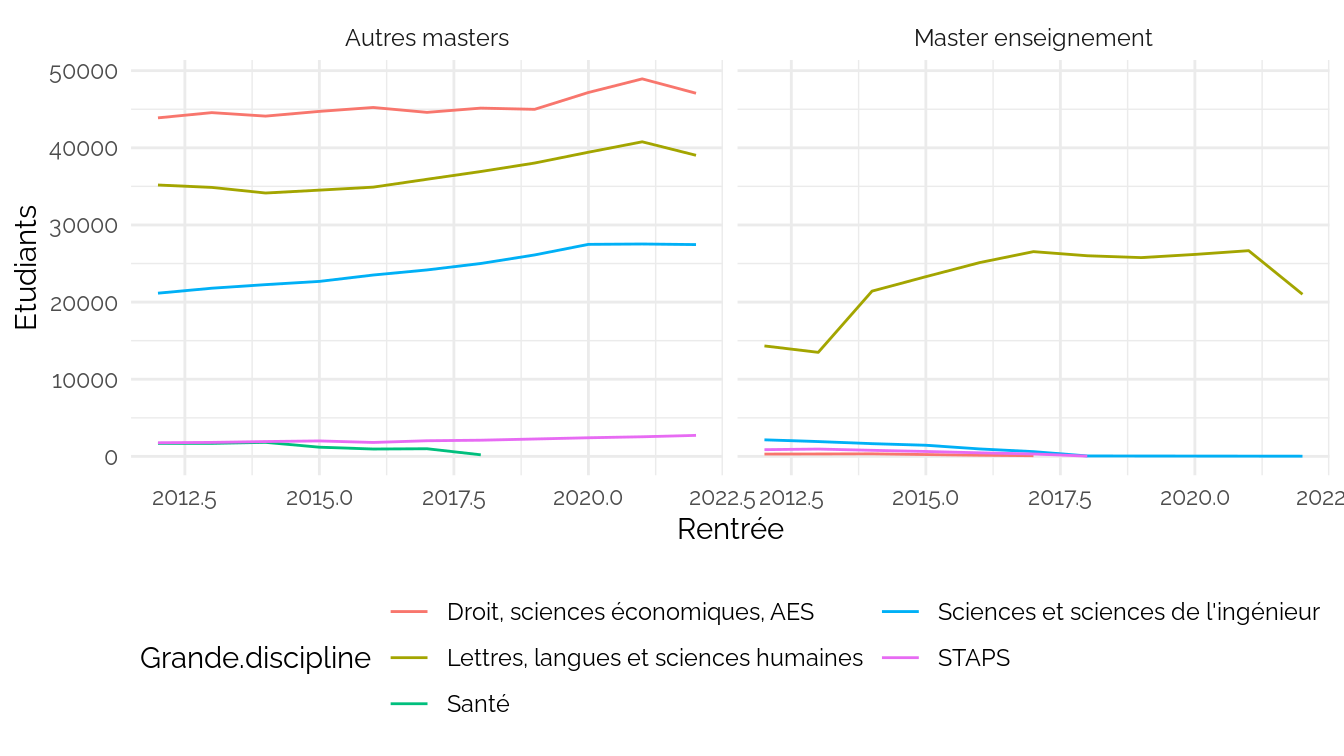 Autres masters
Master enseignement
50000
40000
30000
20000
10000
0
Etudiants
2012.5 2015.0 2017.5 2020.0 2022.5 2012.5 2015.0 2017.5 2020.0 2022
Rentrée
Grande.discipline
Droit, sciences économiques, AES
Lettres, langues et sciences humaines
Santé
Sciences et sciences de l'ingénieur
STAPS